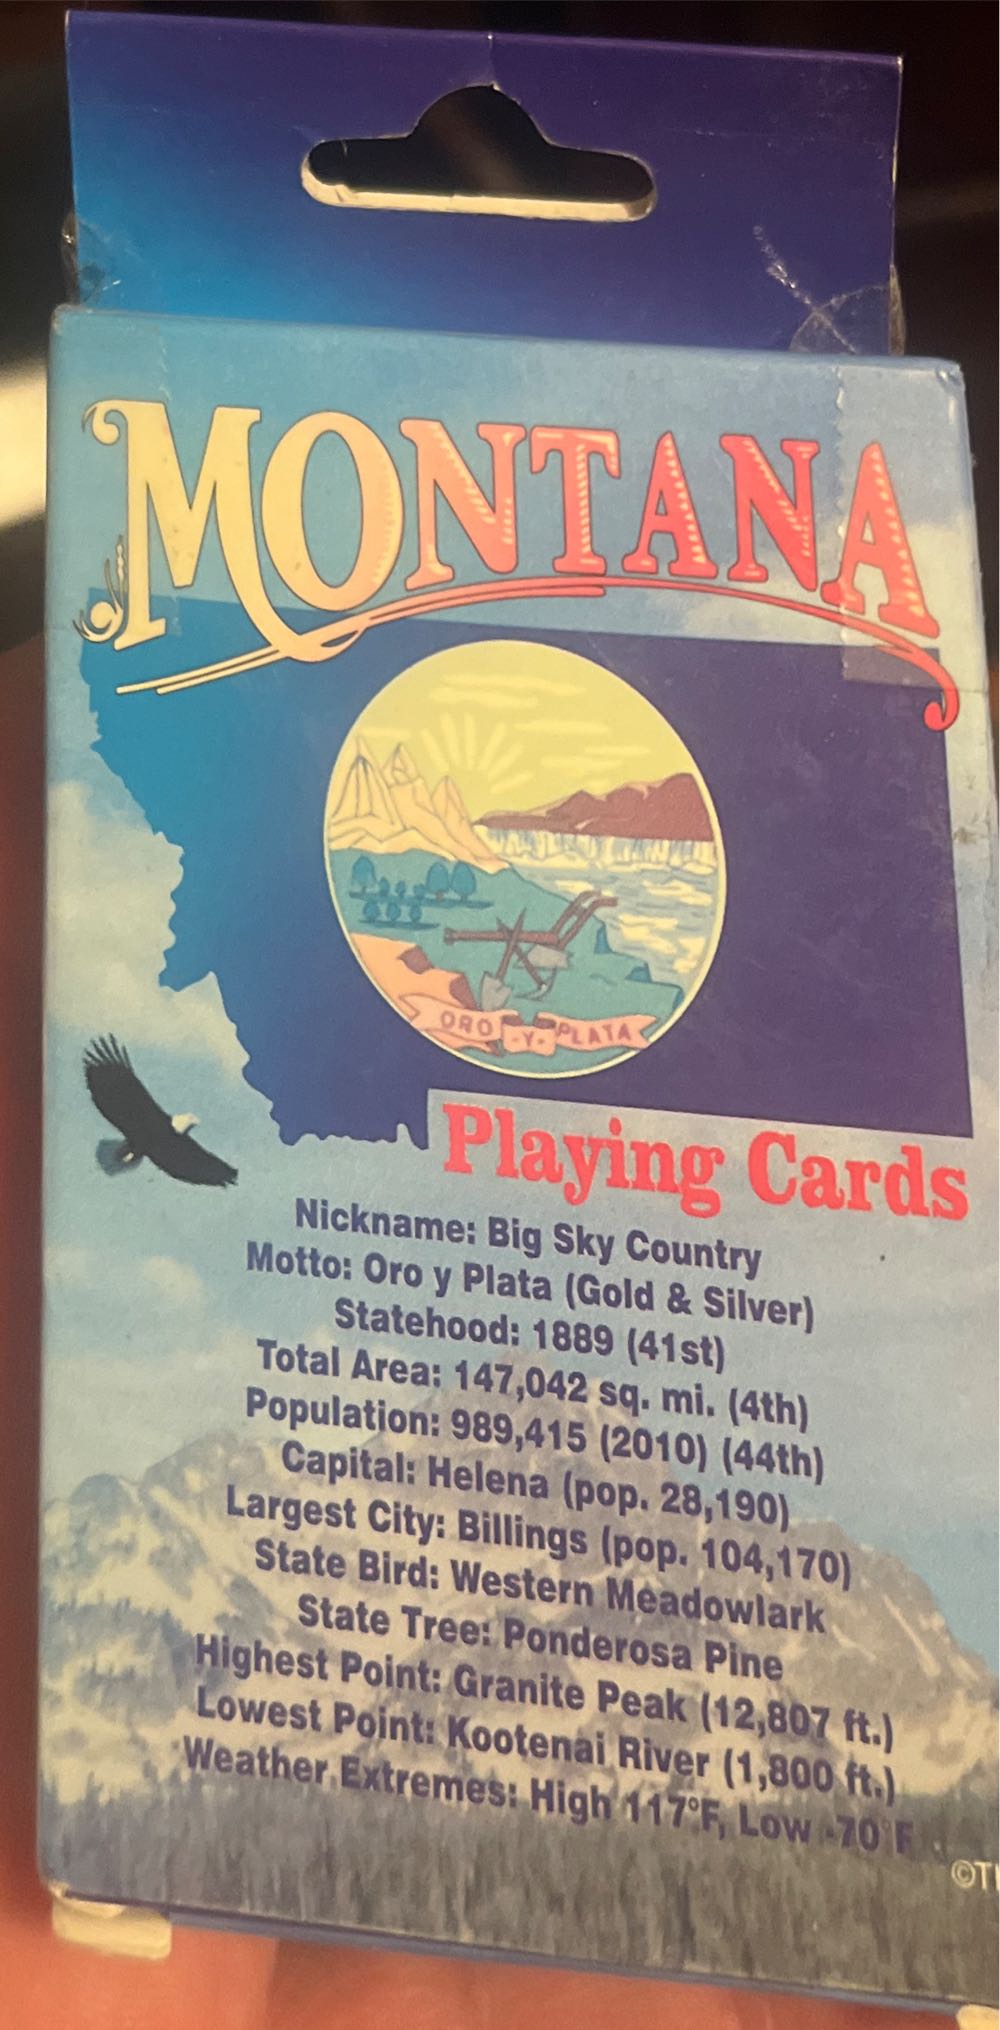 MONTANA
ORO -Y- PLATA
Playing Cards
Nickname: Big Sky Country
Motto: Oro y Plata (Gold & Silver)
Statehood: 1889 (41st)
Total Area: 147,042 sq. mi. (4th)
Population: 989,415 (2010) (44th)
Capital: Helena (pop. 28,190)
Largest City: Billings (pop. 104,170)
State Bird: Western Meadowlark
State Tree: Ponderosa Pine
Highest Point: Granite Peak (12,807 ft.)
Lowest Point: Kootenai River (1,800 ft.)
Weather Extremes: High 117°F, Low -70°F